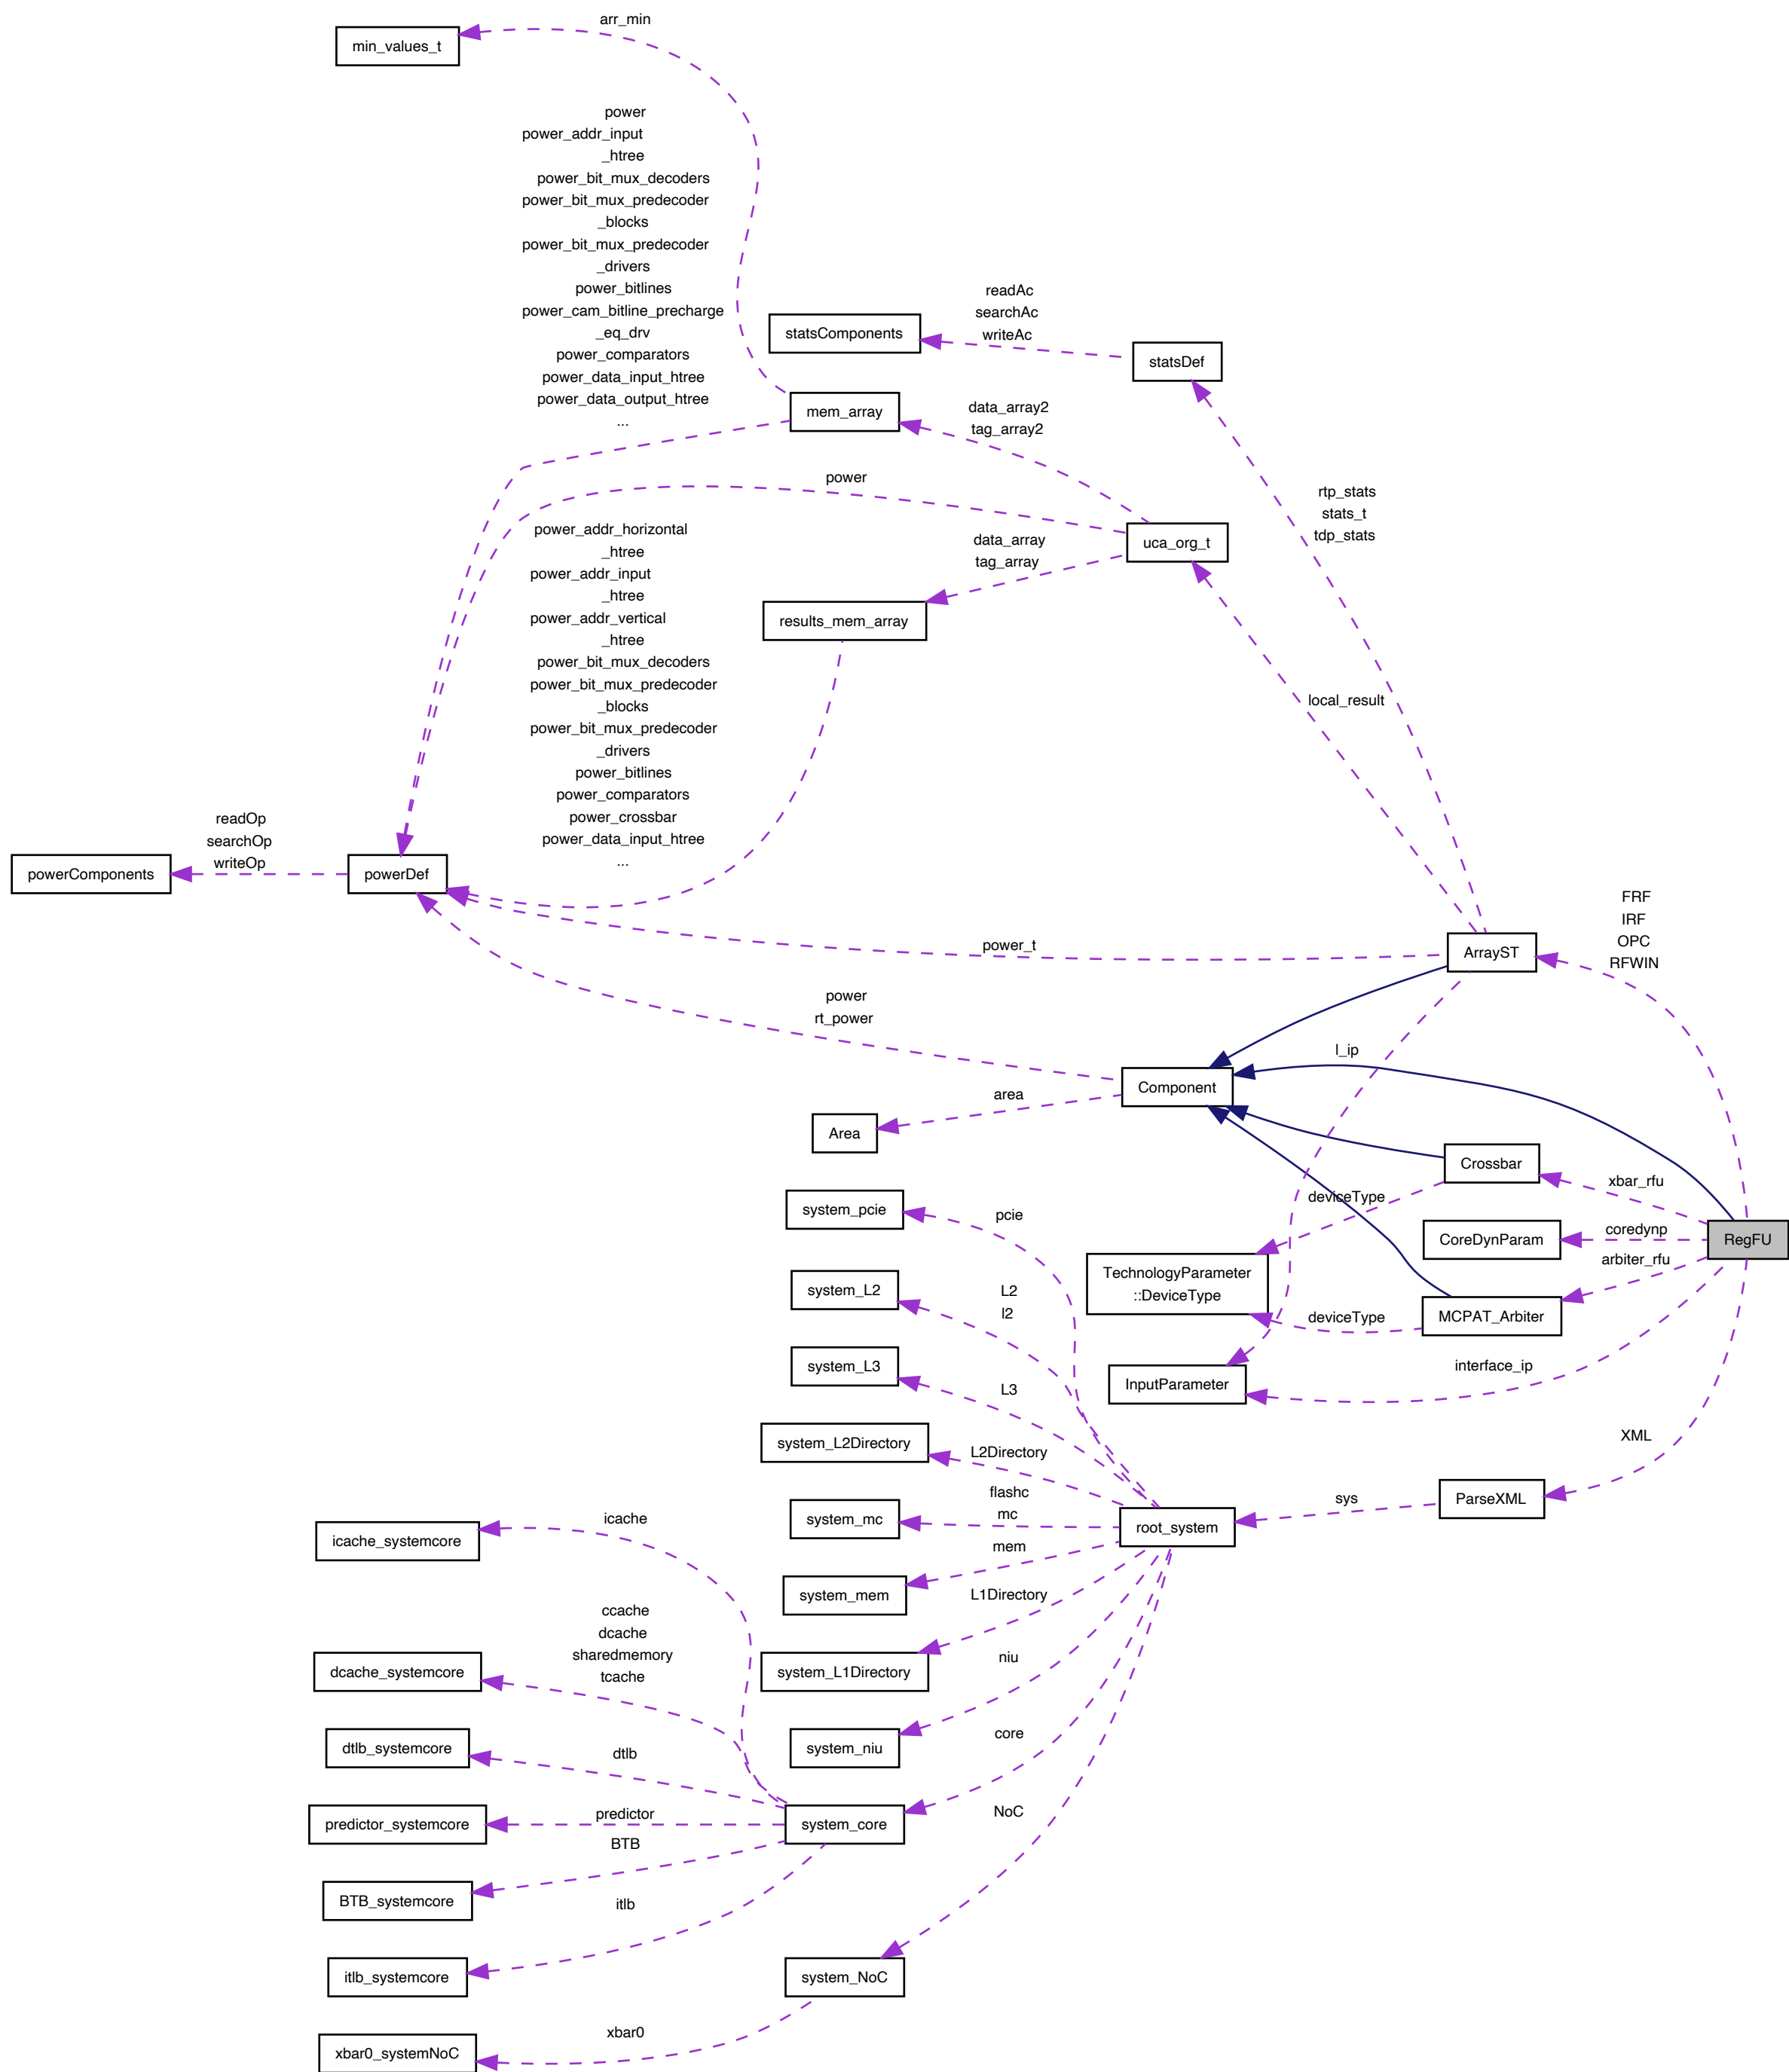 arr_min
min_values_t
power
power_addr_input
_htree
power_bit_mux_decoders
power_bit_mux_predecoder
_blocks
power_bit_mux_predecoder
_drivers
power_bitlines
power_cam_bitline_precharge
_eq_drv
power_comparators
power_data_input_htree
power_data_output_htree
...
readAc
searchAc
writeAc
statsComponents
statsDef
mem_array
data_array2
tag_array2
power
rtp_stats
stats_t
tdp_stats
uca_org_t
data_array
tag_array
results_mem_array
power_addr_horizontal
_htree
power_addr_input
_htree
power_addr_vertical
_htree
power_bit_mux_decoders
power_bit_mux_predecoder
_blocks
power_bit_mux_predecoder
_drivers
power_bitlines
power_comparators
power_crossbar
power_data_input_htree
...
local_result
readOp
searchOp
writeOp
powerComponents
powerDef
FRF
IRF
OPC
RFWIN
power_t
ArrayST
power
rt_power
l_ip
Component
area
Area
Crossbar
xbar_rfu
deviceType
system_pcie
pcie
coredynp
CoreDynParam
RegFU
arbiter_rfu
TechnologyParameter
::DeviceType
system_L2
L2
l2
deviceType
MCPAT_Arbiter
system_L3
L3
InputParameter
interface_ip
system_L2Directory
L2Directory
XML
flashc
mc
system_mc
root_system
sys
ParseXML
icache
icache_systemcore
mem
system_mem
L1Directory
ccache
dcache
sharedmemory
tcache
dcache_systemcore
system_L1Directory
niu
dtlb_systemcore
dtlb
system_niu
core
predictor_systemcore
predictor
system_core
NoC
BTB
BTB_systemcore
itlb
itlb_systemcore
system_NoC
xbar0
xbar0_systemNoC